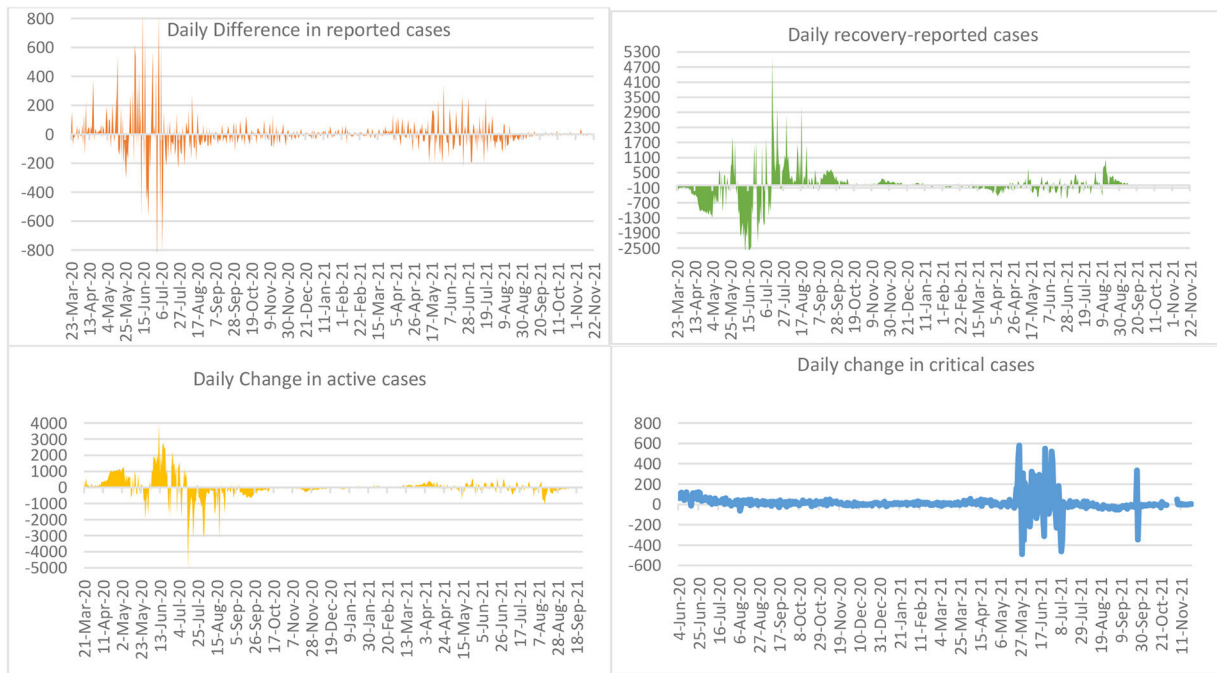 Daily Difference in reported cases
800
600
400
200
0
-200
-400
-600
-800
23-Mar-20
13-Apr-20
4-May-20
25-May-20
15-Jun-20
6-Jul-20
27-Jul-20
17-Aug-20
7-Sep-20
28-Sep-20
19-Oct-20
9-Nov-20
30-Nov-20
21-Dec-20
11-Jan-21
1-Feb-21
22-Feb-21
15-Mar-21
5-Apr-21
26-Apr-21
17-May-21
7-Jun-21
28-Jun-21
19-Jul-21
9-Aug-21
30-Aug-21
20-Sep-21
11-Oct-21
1-Nov-21
22-Nov-21
Daily recovery-reported cases
5300
4700
4100
3500
2900
2300
1700
1100
500
-100
-700
-1300
-1900
-2500
23-Mar-20
13-Apr-20
4-May-20
25-May-20
15-Jun-20
6-Jul-20
27-Jul-20
17-Aug-20
7-Sep-20
28-Sep-20
19-Oct-20
9-Nov-20
30-Nov-20
21-Dec-20
11-Jan-21
1-Feb-21
22-Feb-21
15-Mar-21
5-Apr-21
26-Apr-21
17-May-21
7-Jun-21
28-Jun-21
19-Jul-21
9-Aug-21
30-Aug-21
20-Sep-21
11-Oct-21
1-Nov-21
22-Nov-21
Daily Change in active cases
4000
3000
2000
1000
0
-1000
-2000
-3000
-4000
-5000
21-Mar-20
11-Apr-20
2-May-20
23-May-20
13-Jun-20
4-Jul-20
25-Jul-20
15-Aug-20
5-Sep-20
26-Sep-20
17-Oct-20
7-Nov-20
28-Nov-20
19-Dec-20
9-Jan-21
30-Jan-21
20-Feb-21
13-Mar-21
3-Apr-21
24-Apr-21
15-May-21
5-Jun-21
26-Jun-21
17-Jul-21
7-Aug-21
28-Aug-21
18-Sep-21
Daily change in critical cases
800
600
400
200
0
-200
-400
-600
4-Jun-20
25-Jun-20
16-Jul-20
6-Aug-20
27-Aug-20
17-Sep-20
8-Oct-20
29-Oct-20
19-Nov-20
10-Dec-20
31-Dec-20
21-Jan-21
11-Feb-21
4-Mar-21
25-Mar-21
15-Apr-21
6-May-21
27-May-21
17-Jun-21
8-Jul-21
29-Jul-21
19-Aug-21
9-Sep-21
30-Sep-21
21-Oct-21
11-Nov-21